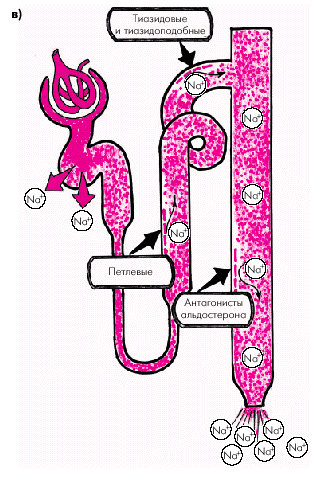 в)
Тиазидовые
и тиазидоподобные
Na⁺
Na⁺
Na⁺
Na⁺
Na⁺
Na⁺
Петлевые
Na⁺
Антагонисты
альдостерона
Na⁺
Na⁺
Na⁺
Na⁺
Na⁺
Na⁺
Na⁺